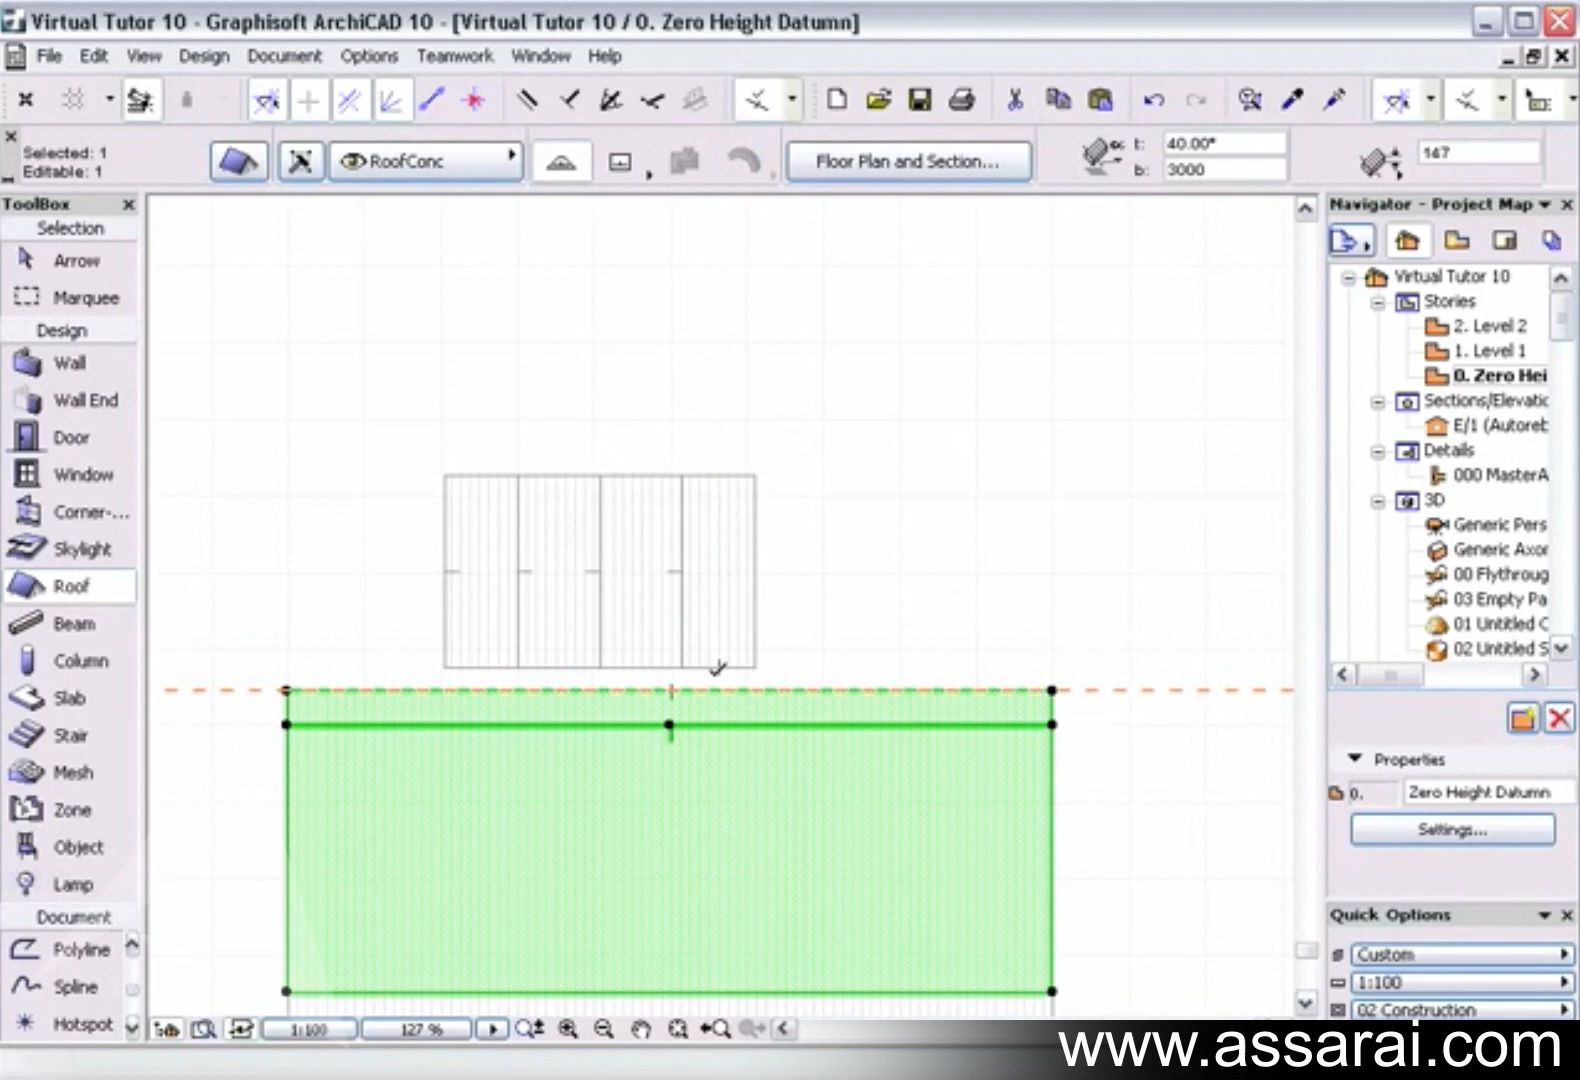 Virtual Tutor 10 - Graphisoft ArchiCAD 10 - [Virtual Tutor 10 / 0. Zero Height Datumn]
File Edit View Design Document Options Teamwork Window Help
Selected: 1
Editable: 1
RoofConc
Floor Plan and Section...
t: 40.00°
b: 3000
147
ToolBox
Selection
Arrow
Marquee
Design
Wall
Wall End
Door
Window
Corner-...
Skylight
Roof
Beam
Column
Slab
Stair
Mesh
Zone
Object
Lamp
Document
Polyline
Spline
Hotspot
1:100
127 %
Navigator - Project Map
Virtual Tutor 10
Stories
2. Level 2
1. Level 1
0. Zero Hei
Sections/Elevatic
E/1 (Autoreb
Details
000 MasterA
3D
Generic Pers
Generic Axor
00 Flythroug
03 Empty Pa
01 Untitled C
02 Untitled S
Properties
0. Zero Height Datumn
Settings...
Quick Options
Custom
1:100
02 Construction
www.assarai.com